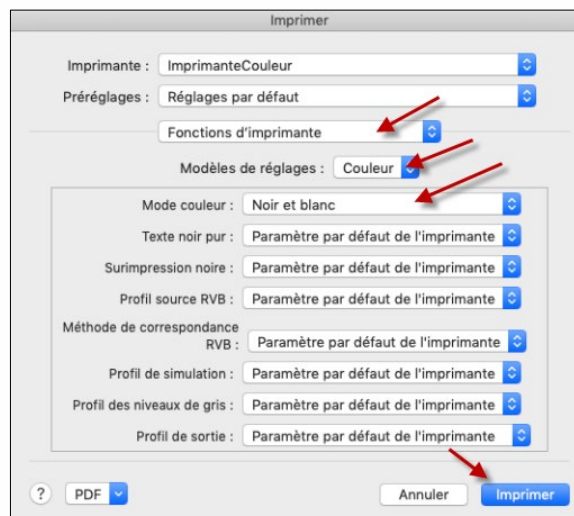 Imprimer
Imprimante : ImprimanteCouleur
Préréglages : Réglages par défaut
Fonctions d'imprimante
Modèles de réglages : Couleur
Mode couleur : Noir et blanc
Texte noir pur : Paramètre par défaut de l'imprimante
Surimpression noire : Paramètre par défaut de l'imprimante
Profil source RVB : Paramètre par défaut de l'imprimante
Méthode de correspondance
RVB : Paramètre par défaut de l'imprimante
Profil de simulation : Paramètre par défaut de l'imprimante
Profil des niveaux de gris : Paramètre par défaut de l'imprimante
Profil de sortie : Paramètre par défaut de l'imprimante
? PDF Annuler Imprimer